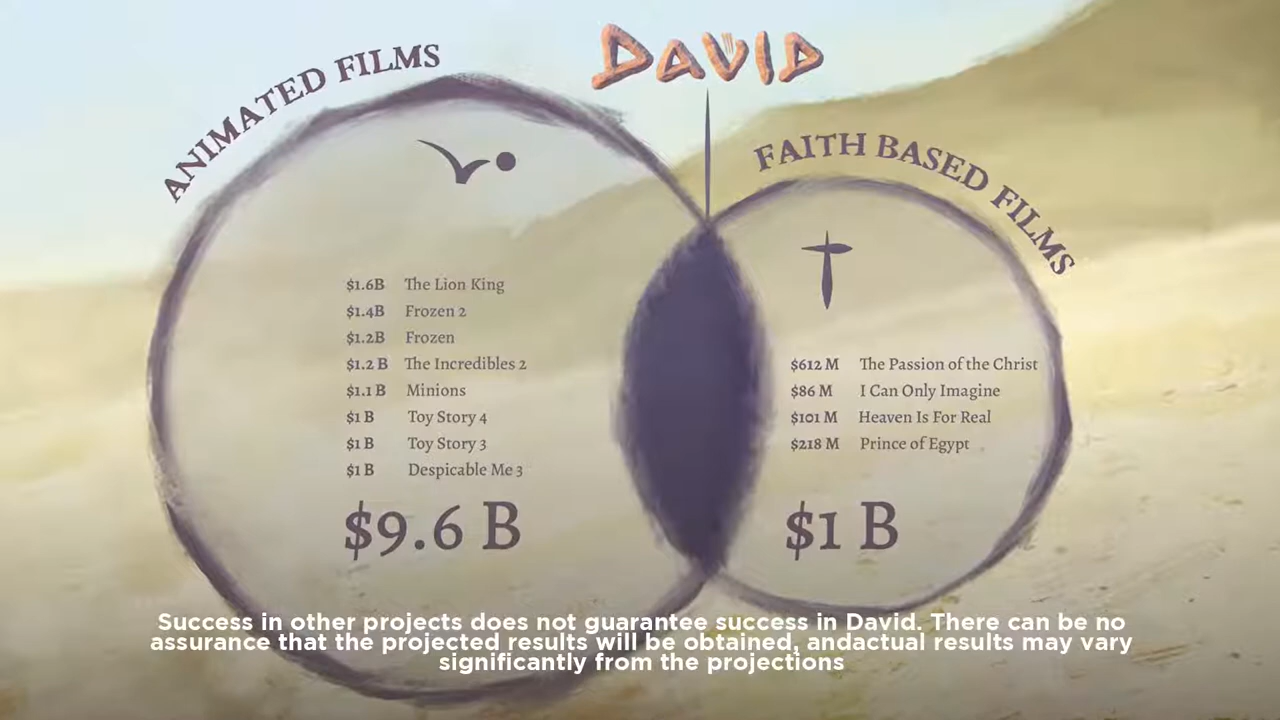 DAVID
ANIMATED FILMS
$1.6B The Lion King
$1.4B Frozen 2
$1.2B Frozen
$1.2 B The Incredibles 2
$1.1 B Minions
$1 B Toy Story 4
$1 B Toy Story 3
$1 B Despicable Me 3
$9.6 B
FAITH BASED FILMS
$612 M The Passion of the Christ
$86 M I Can Only Imagine
$101 M Heaven Is For Real
$218 M Prince of Egypt
$1 B
Success in other projects does not guarantee success in David. There can be no
assurance that the projected results will be obtained, andactual results may vary
significantly from the projections